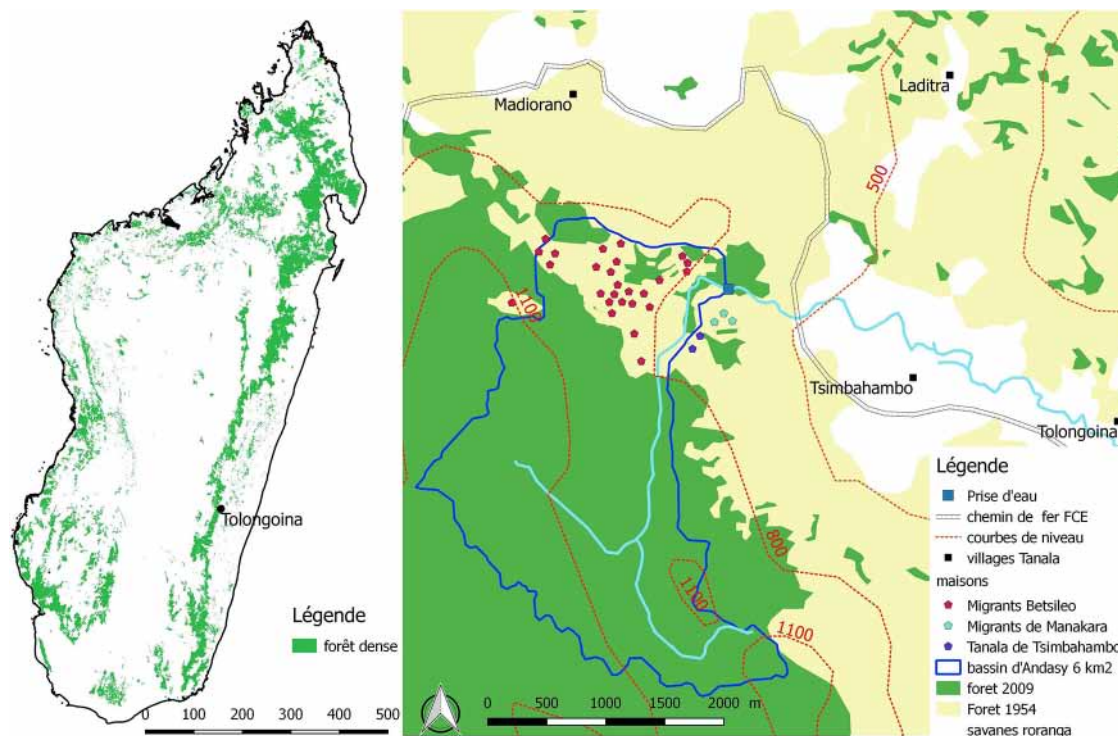 Tolongoina
Légende
forêt dense
0 100 200 300 400 500
Madiorano
Laditra
500
1100
Tsimbahambo
Tolongoina
800
1100
1100
0 500 1000 1500 2000 m
Légende
Prise d'eau
chemin de fer FCE
courbes de niveau
villages Tanala
maisons
Migrants Betsileo
Migrants de Manakara
Tanala de Tsimbahambo
bassin d'Andasy 6 km2
foret 2009
Foret 1954
savanes roranga